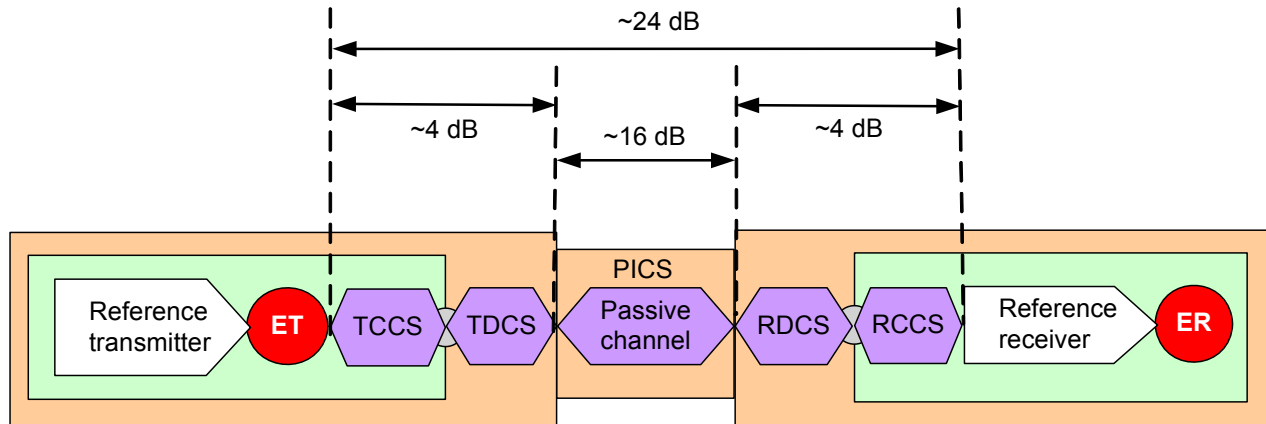 ~24 dB
~4 dB
~16 dB
~4 dB
PICS
Reference
transmitter
ET
TCCS
TDCS
Passive
channel
RDCS
RCCS
Reference
receiver
ER